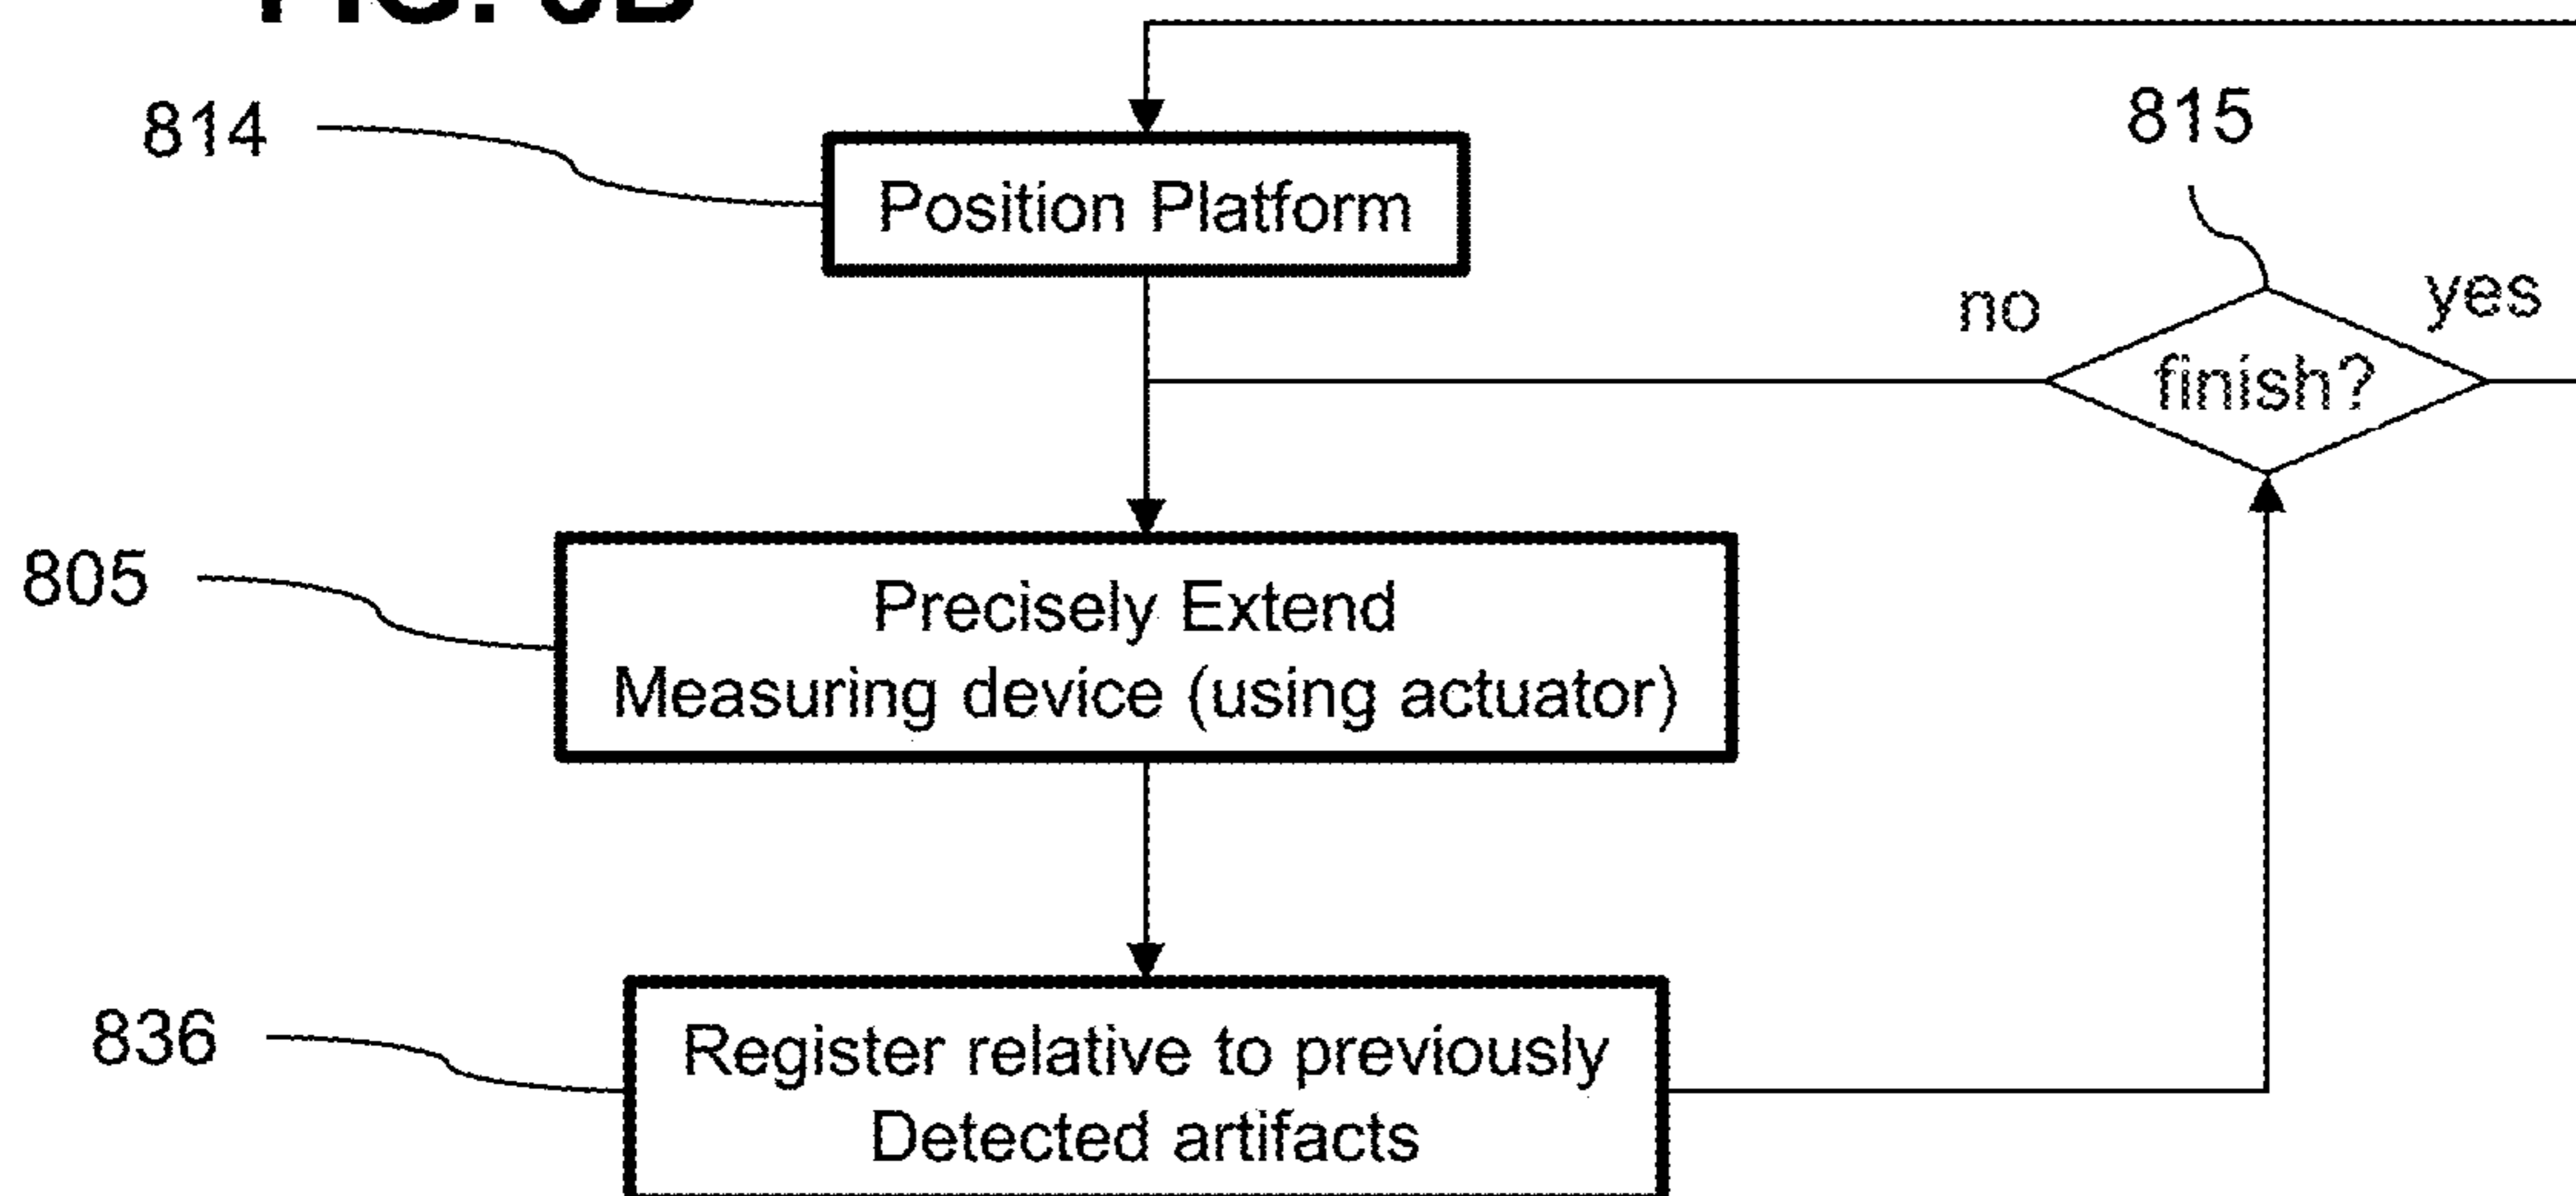 814
815
Position Platform
no
yes
finish?
805
Precisely Extend
Measuring device (using actuator)
836
Register relative to previously
Detected artifacts